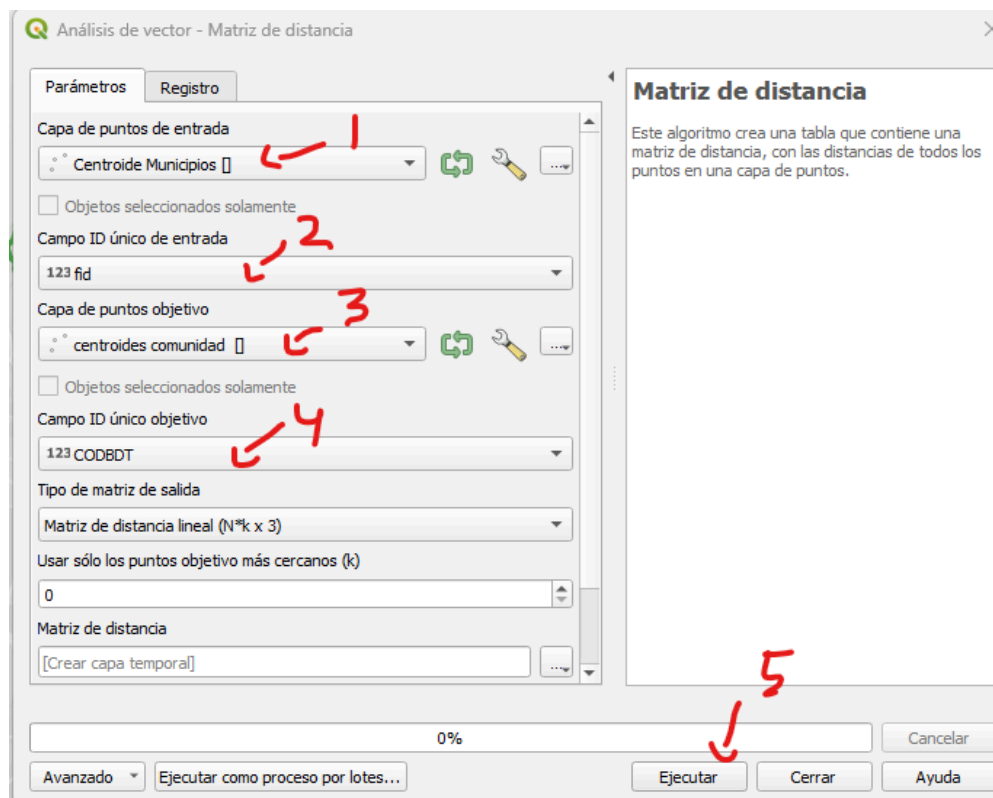 Análisis de vector - Matriz de distancia
Parámetros Registro
Capa de puntos de entrada
1
Centroide Municipios []
...
Objetos seleccionados solamente
Campo ID único de entrada
2
123 fid
Capa de puntos objetivo
3
centroides comunidad []
...
Objetos seleccionados solamente
Campo ID único objetivo
4
123 CODBDT
Tipo de matriz de salida
Matriz de distancia lineal (N*k x 3)
Usar sólo los puntos objetivo más cercanos (k)
0
Matriz de distancia
[Crear capa temporal]
...
Matriz de distancia
Este algoritmo crea una tabla que contiene una
matriz de distancia, con las distancias de todos los
puntos en una capa de puntos.
5
0%
Cancelar
Avanzado Ejecutar como proceso por lotes... Ejecutar Cerrar Ayuda